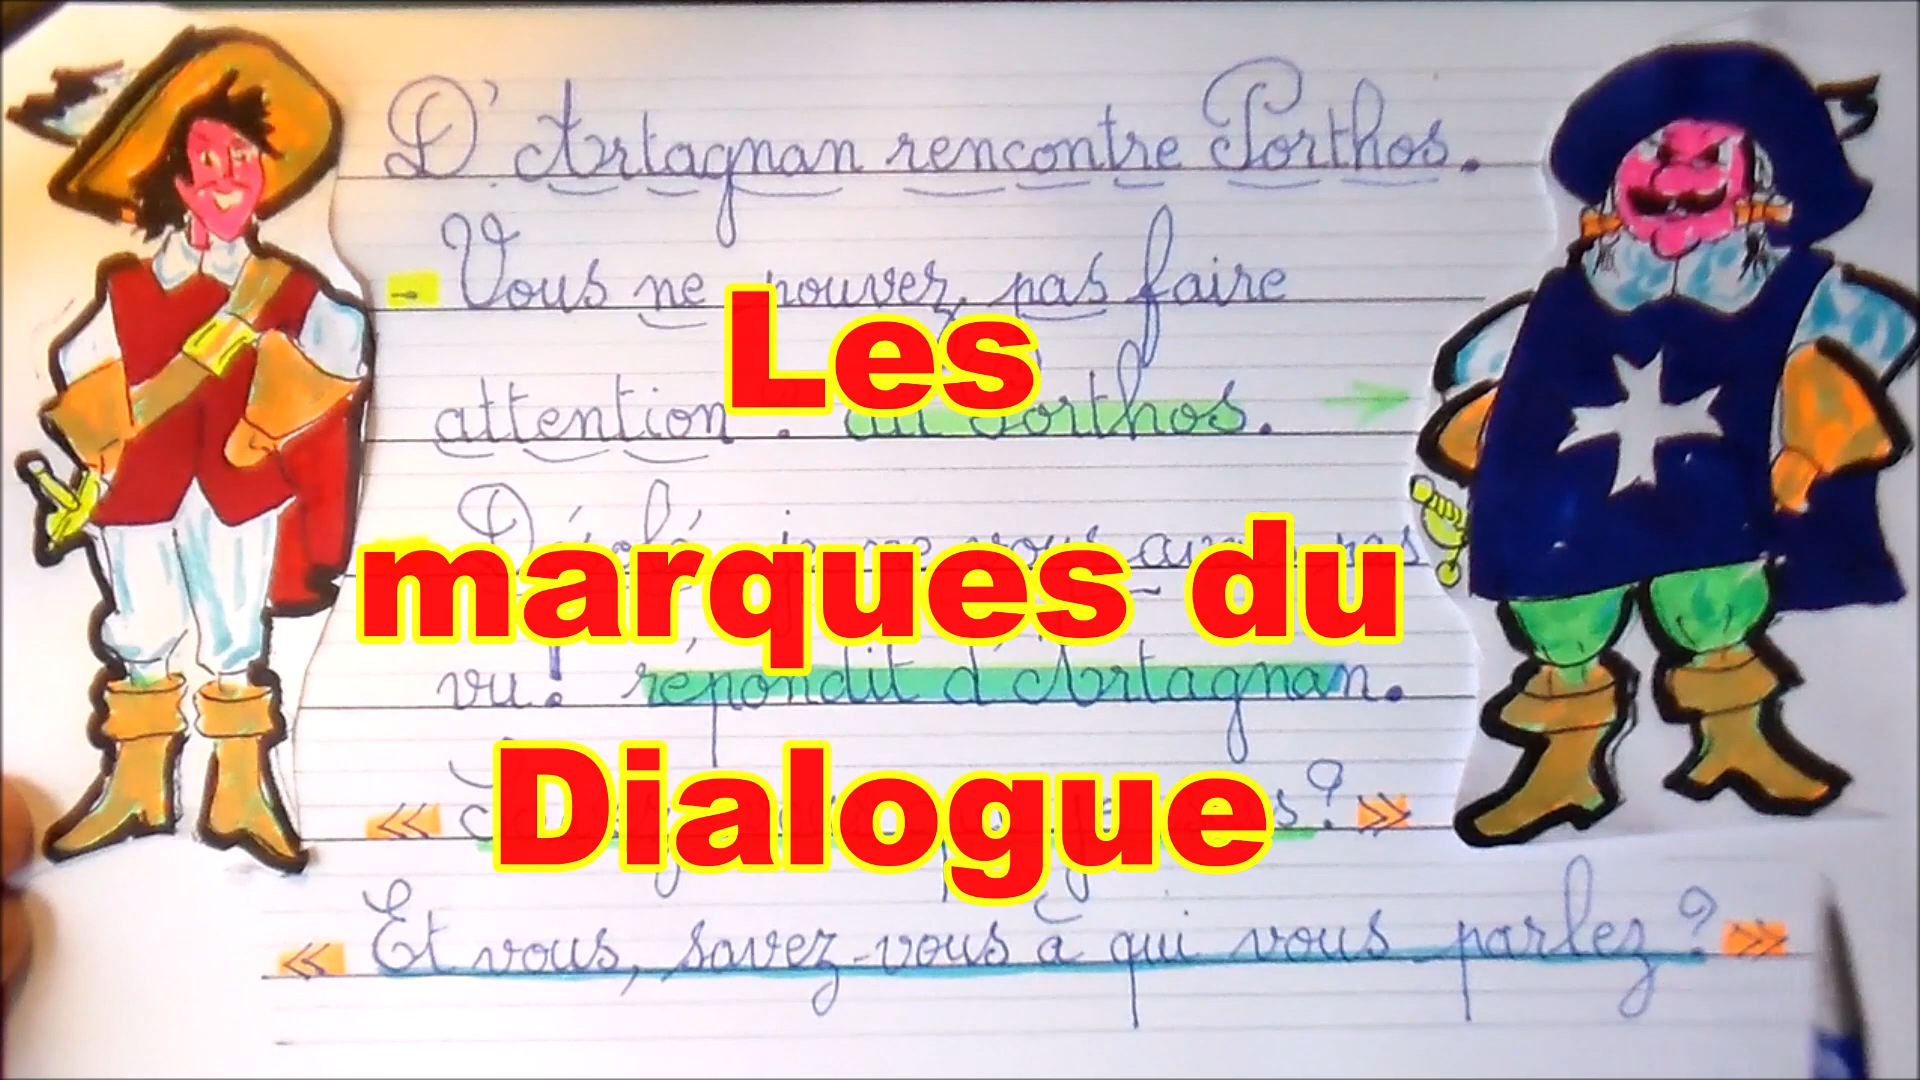 D'Artagnan rencontre Porthos.
- Vous ne pouvez pas faire
Les
attention ? dit Porthos.
marques du
vu ! répondit d'Artagnan.
Dialogue
« ? »
« Et vous, savez-vous à qui vous parlez ? »